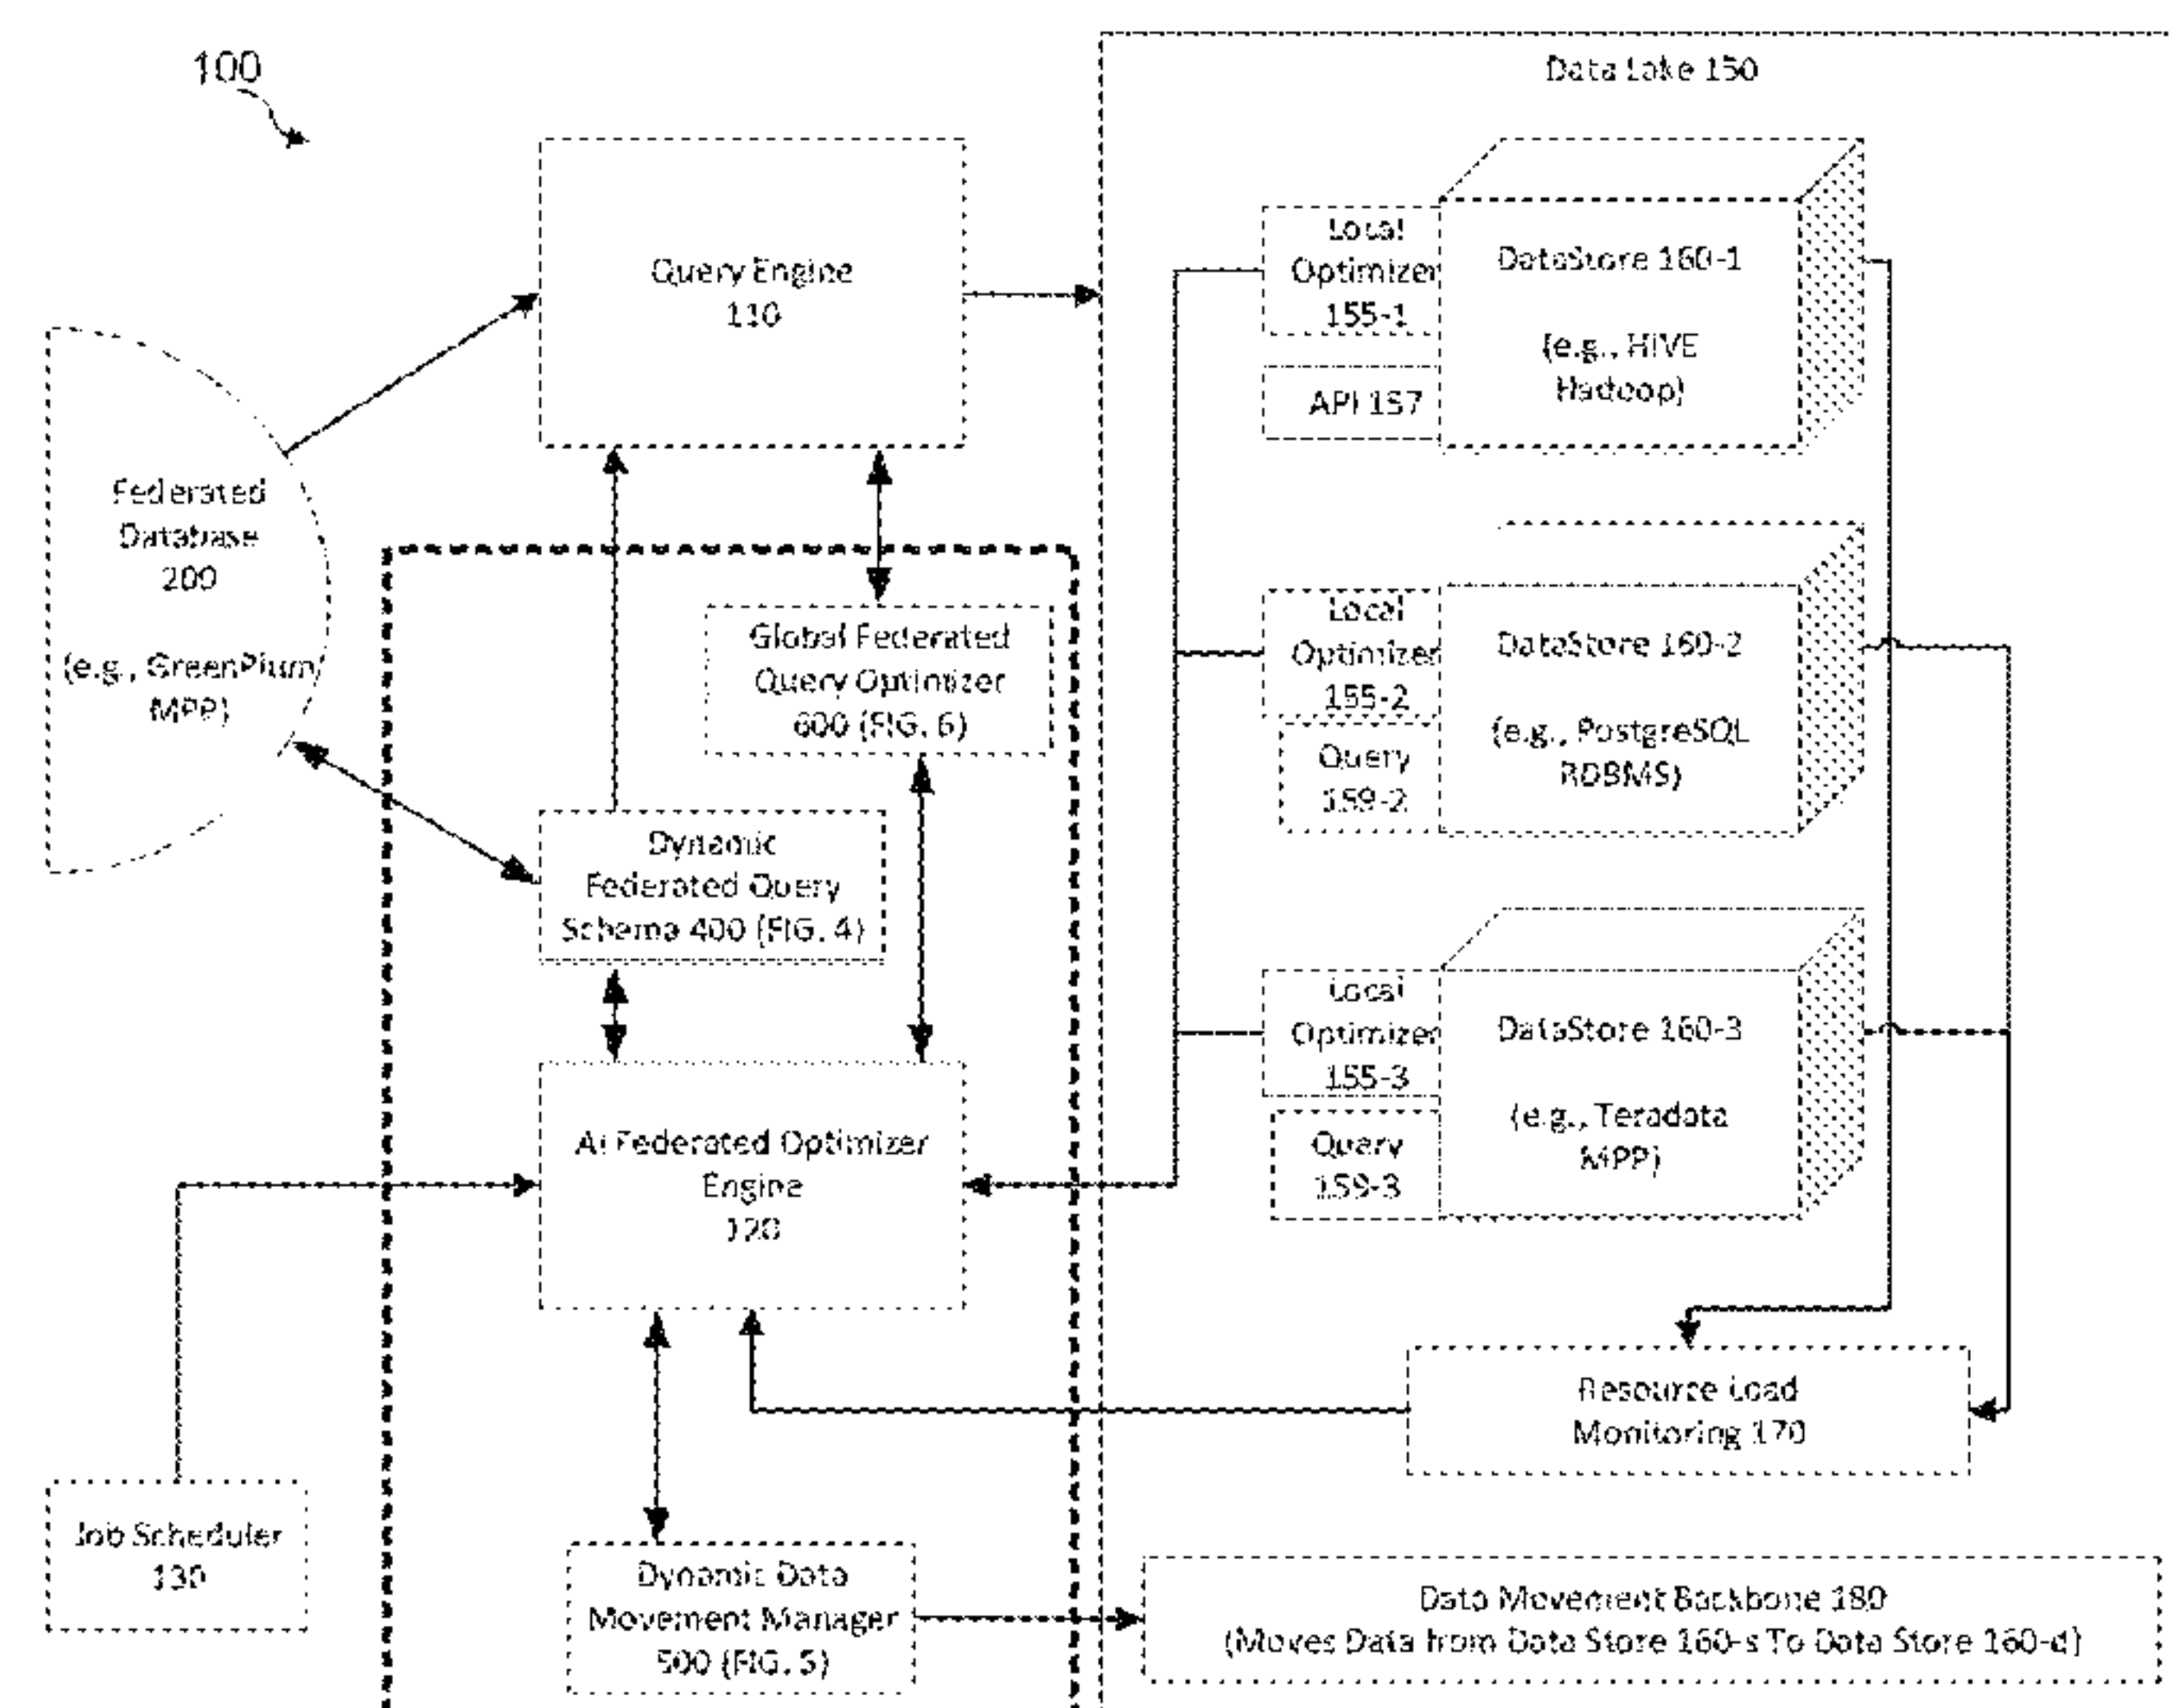 100
Data Lake 150
Query Engine
110
Local
Optimizer
155-1
API 157
DataStore 160-1
(e.g., HIVE
Hadoop)
Federated
Database
200
(e.g., GreenPlum
MPP)
Global Federated
Query Optimizer
600 (FIG. 6)
Local
Optimizer
155-2
Query
159-2
DataStore 160-2
(e.g., PostgreSQL
RDBMS)
Dynamic
Federated Query
Schema 400 (FIG. 4)
Local
Optimizer
155-3
Query
159-3
DataStore 160-3
(e.g., Teradata
MPP)
AI Federated Optimizer
Engine
120
Resource Load
Monitoring 170
Job Scheduler
130
Dynamic Data
Movement Manager
500 (FIG. 5)
Data Movement Backbone 180
(Moves Data from Data Store 160-s To Data Store 160-d)